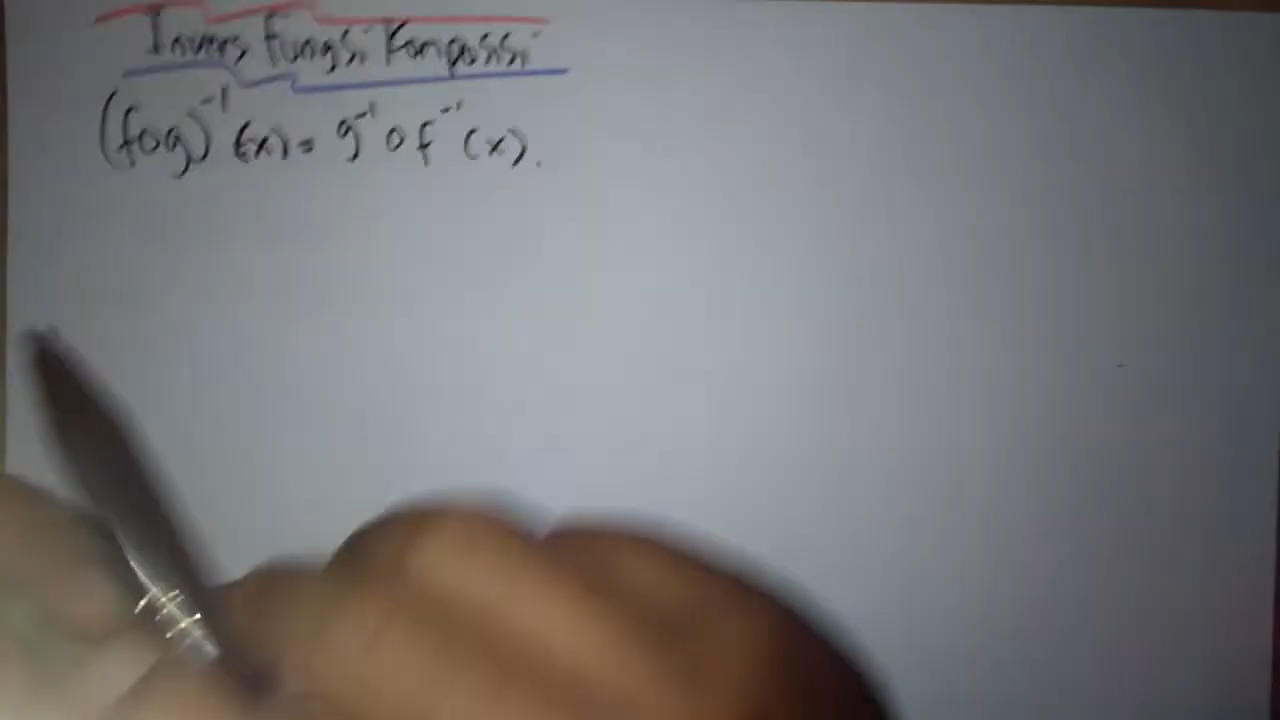 Invers Fungsi Komposisi
(fog)⁻¹(x) = g⁻¹ o f⁻¹ (x).